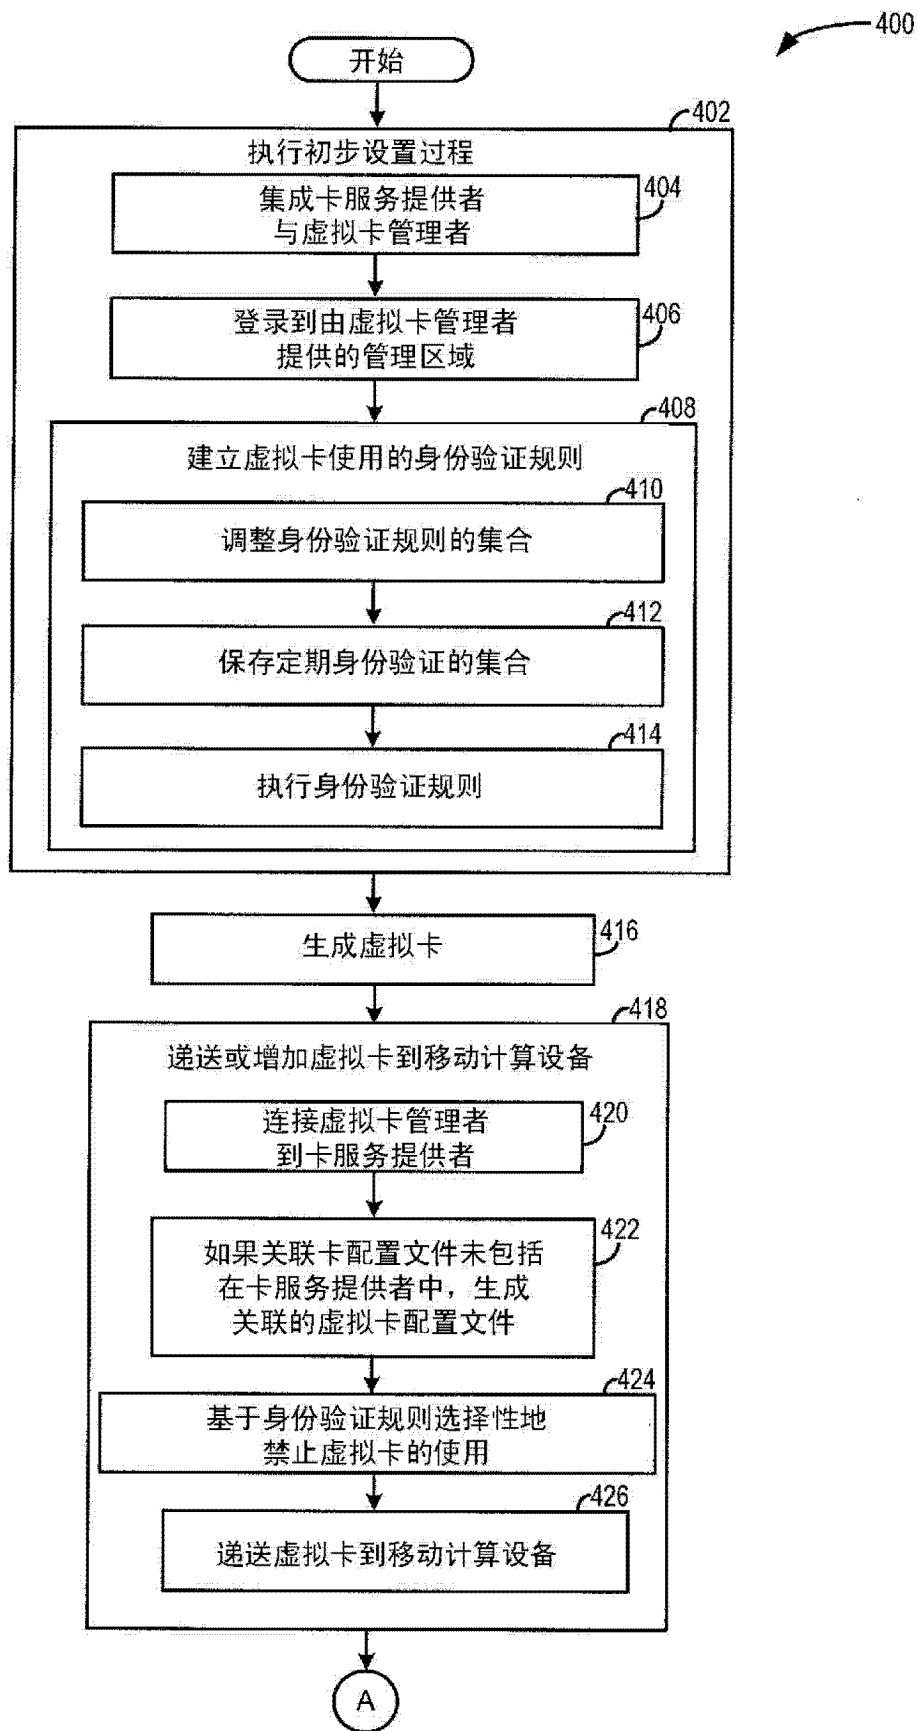 400
开始
402
执行初步设置过程
404
集成卡服务提供者
与虚拟卡管理者
406
登录到由虚拟卡管理者
提供的管理区域
408
建立虚拟卡使用的身份验证规则
410
调整身份验证规则的集合
412
保存定期身份验证的集合
414
执行身份验证规则
416
生成虚拟卡
418
递送或增加虚拟卡到移动计算设备
420
连接虚拟卡管理者
到卡服务提供者
422
如果关联卡配置文件未包括
在卡服务提供者中，生成
关联的虚拟卡配置文件
424
基于身份验证规则选择性地
禁止虚拟卡的使用
426
递送虚拟卡到移动计算设备
A